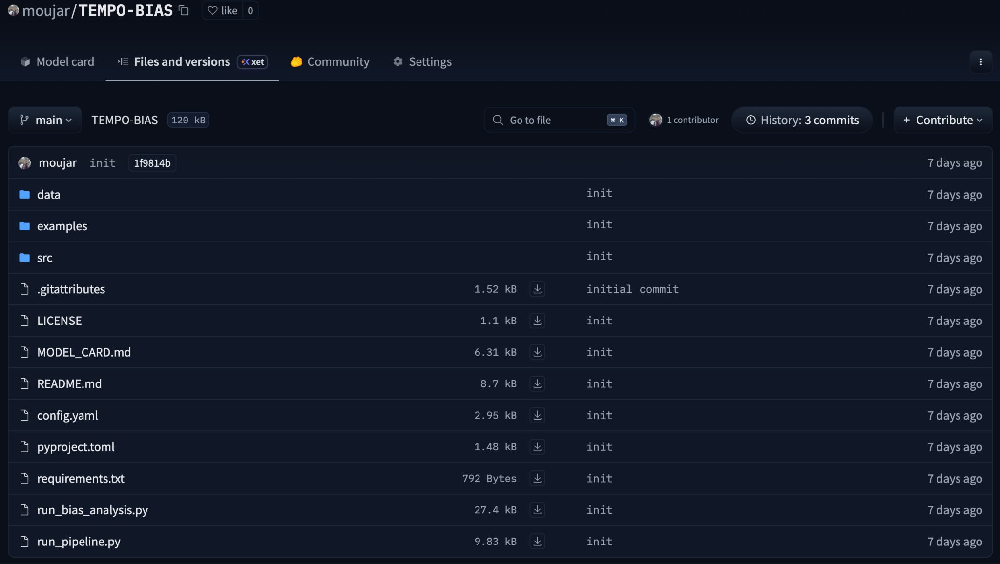 moujar/TEMPO-BIAS like 0
Model card Files and versions xet Community Settings
main TEMPO-BIAS 120 kB Go to file ⌘ K 1 contributor History: 3 commits + Contribute
moujar init 1f9814b 7 days ago
data init 7 days ago
examples init 7 days ago
src init 7 days ago
.gitattributes 1.52 kB initial commit 7 days ago
LICENSE 1.1 kB init 7 days ago
MODEL_CARD.md 6.31 kB init 7 days ago
README.md 8.7 kB init 7 days ago
config.yaml 2.95 kB init 7 days ago
pyproject.toml 1.48 kB init 7 days ago
requirements.txt 792 Bytes init 7 days ago
run_bias_analysis.py 27.4 kB init 7 days ago
run_pipeline.py 9.83 kB init 7 days ago